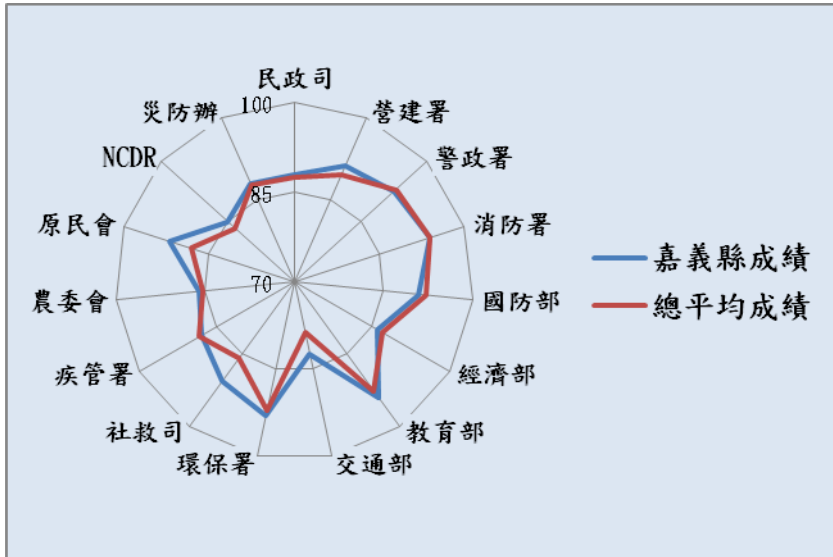 民政司
營建署
警政署
消防署
國防部
經濟部
教育部
交通部
環保署
社救司
疾管署
農委會
原民會
NCDR
災防辦
100
85
70
嘉義縣成績
總平均成績